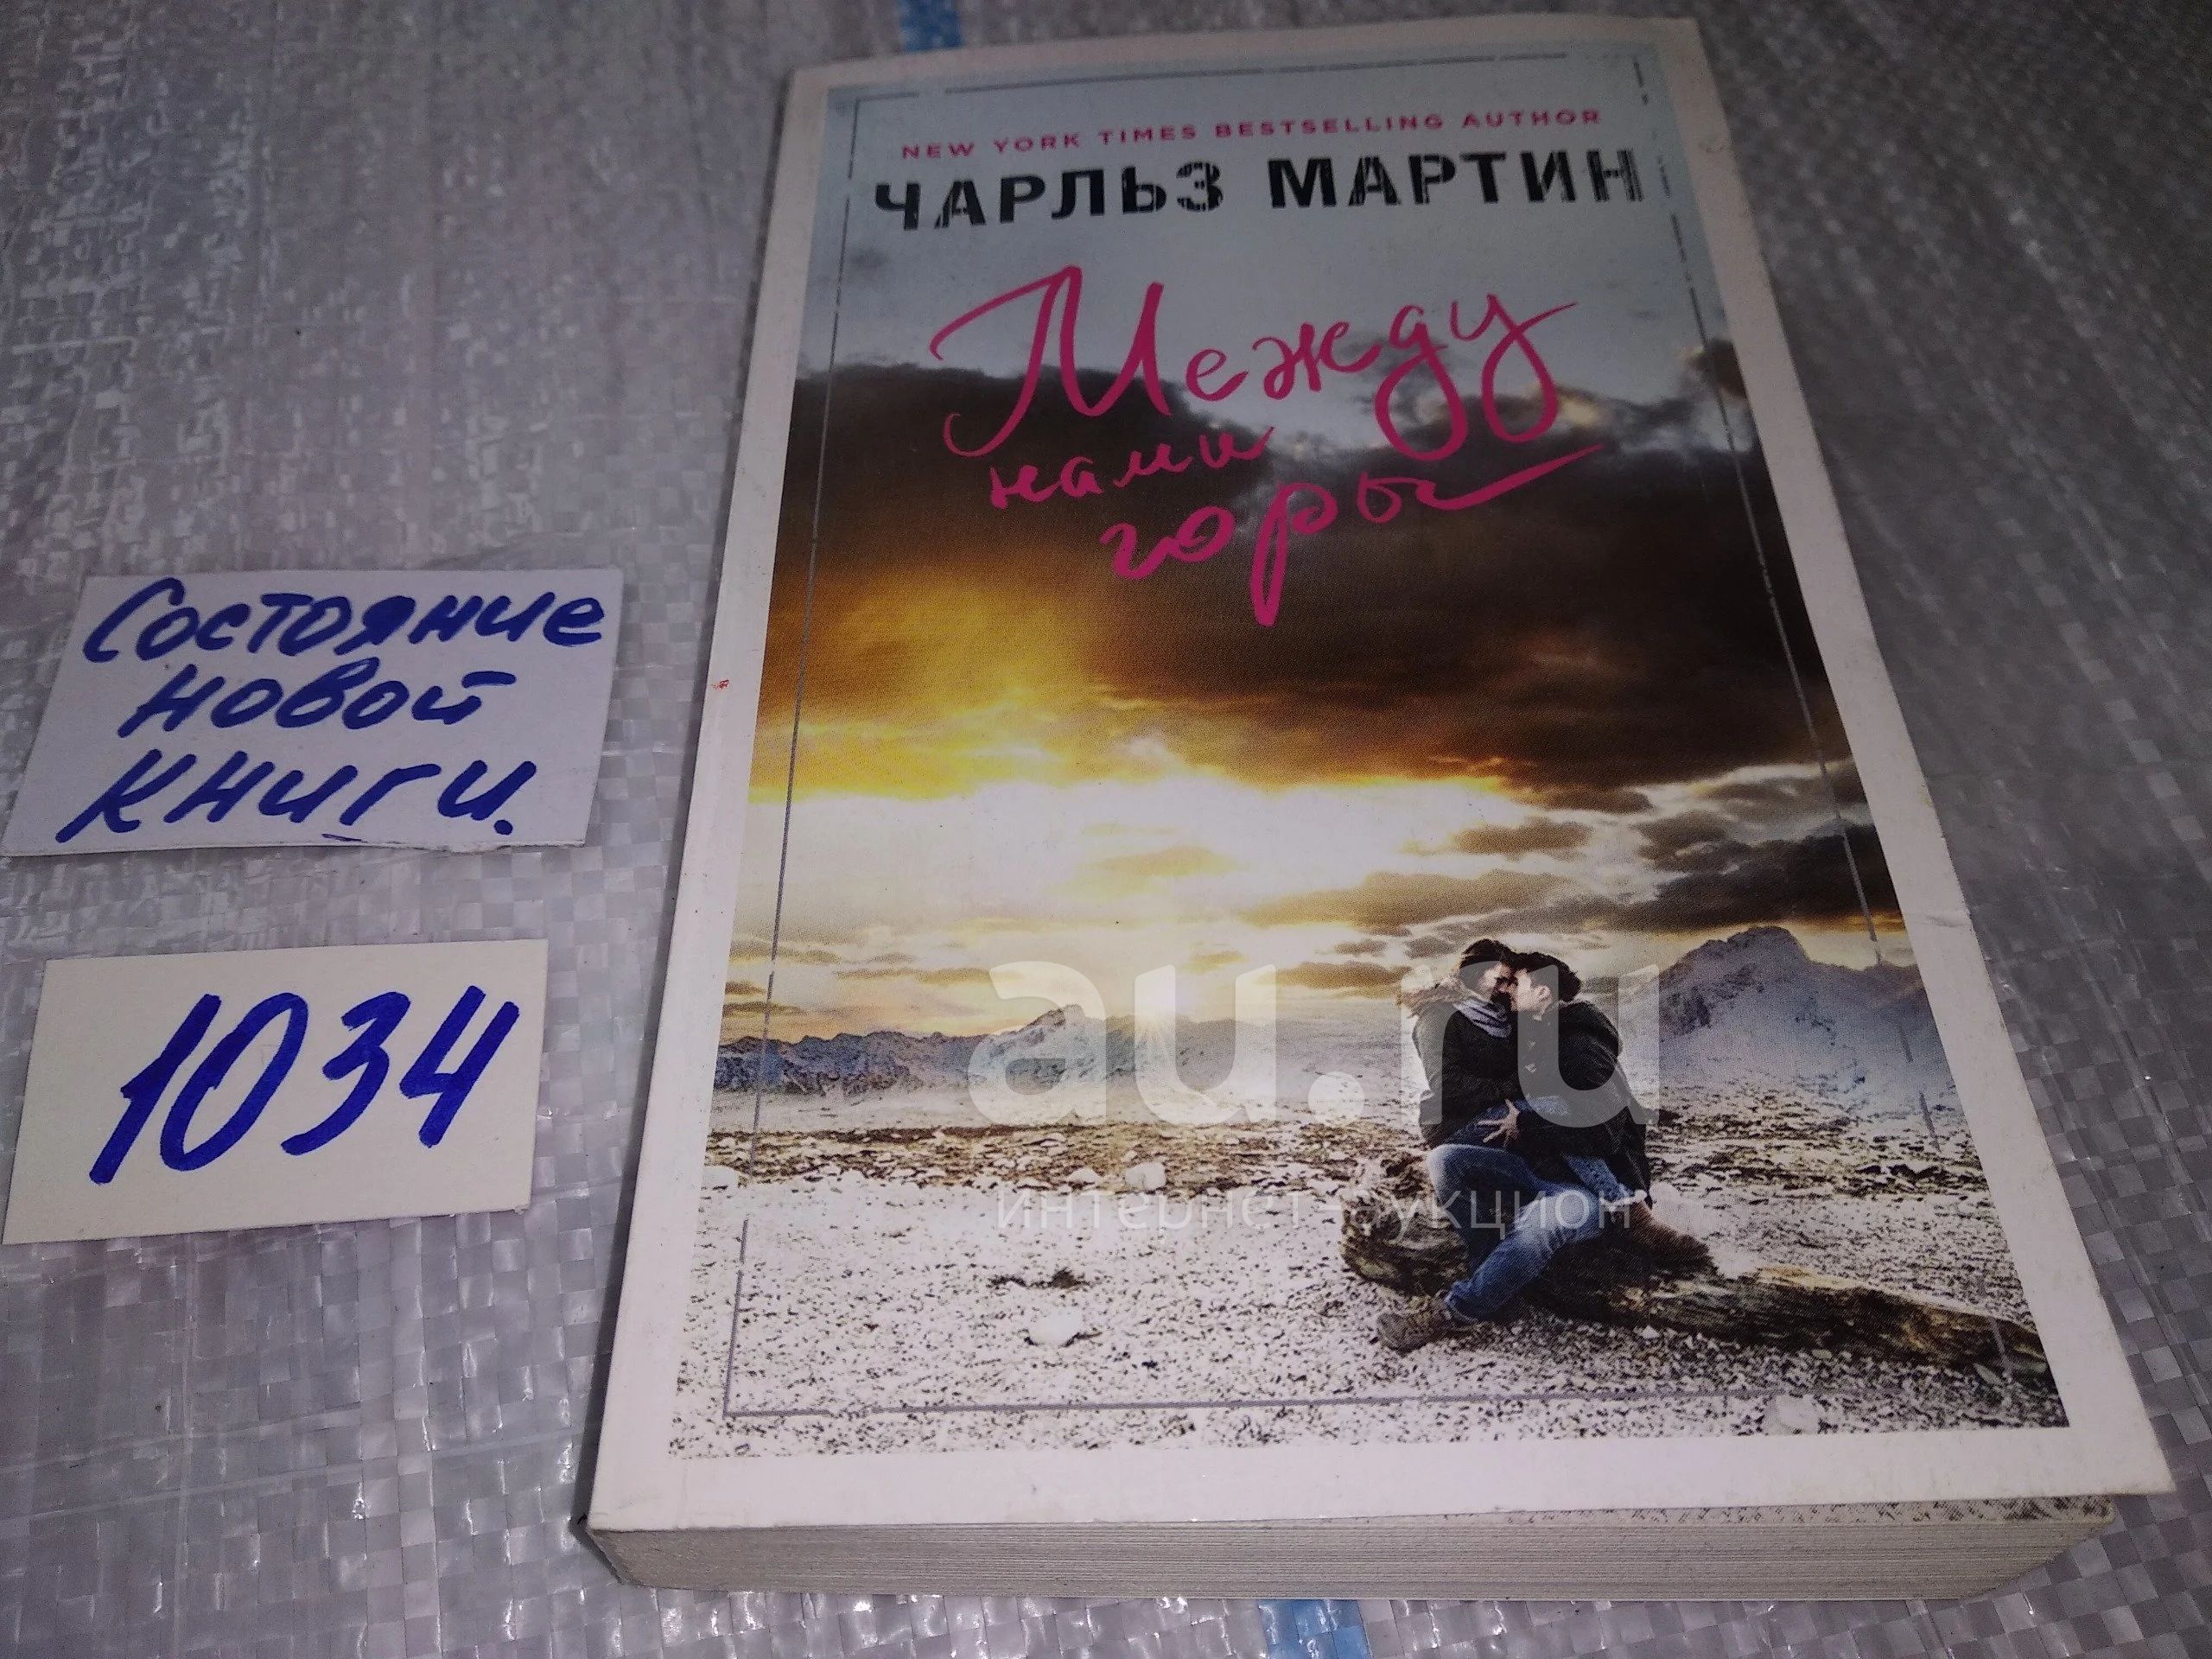 NEW YORK TIMES BESTSELLING AUTHOR
ЧАРЛЬЗ МАРТИН
Между
нами
горы
Состояние
новой
книги.
1034
au.ru
интернет-аукцион